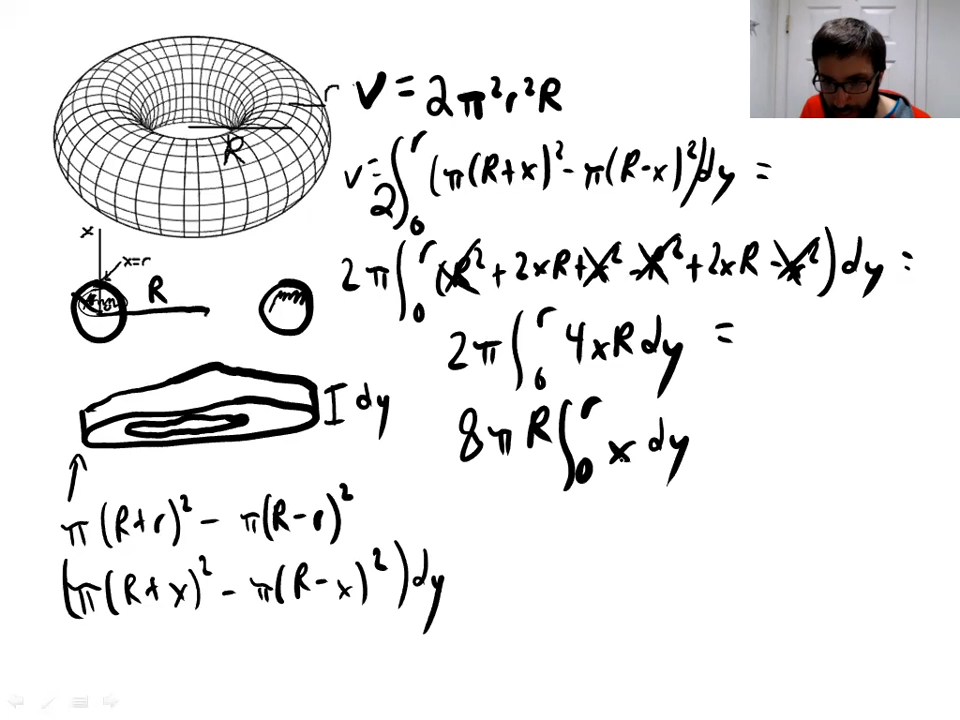 r
V = 2π²r²R
R
V = 2∫₀ʳ (π(R+x)² - π(R-x)²)dy =
x
x=r
R
2π∫₀ʳ (R² + 2xR + x² - R² + 2xR - x²) dy =
2π∫₀ʳ 4xR dy =
dy
8πR∫₀ʳ x dy
π(R+r)² - π(R-r)²
(π(R+x)² - π(R-x)²)dy